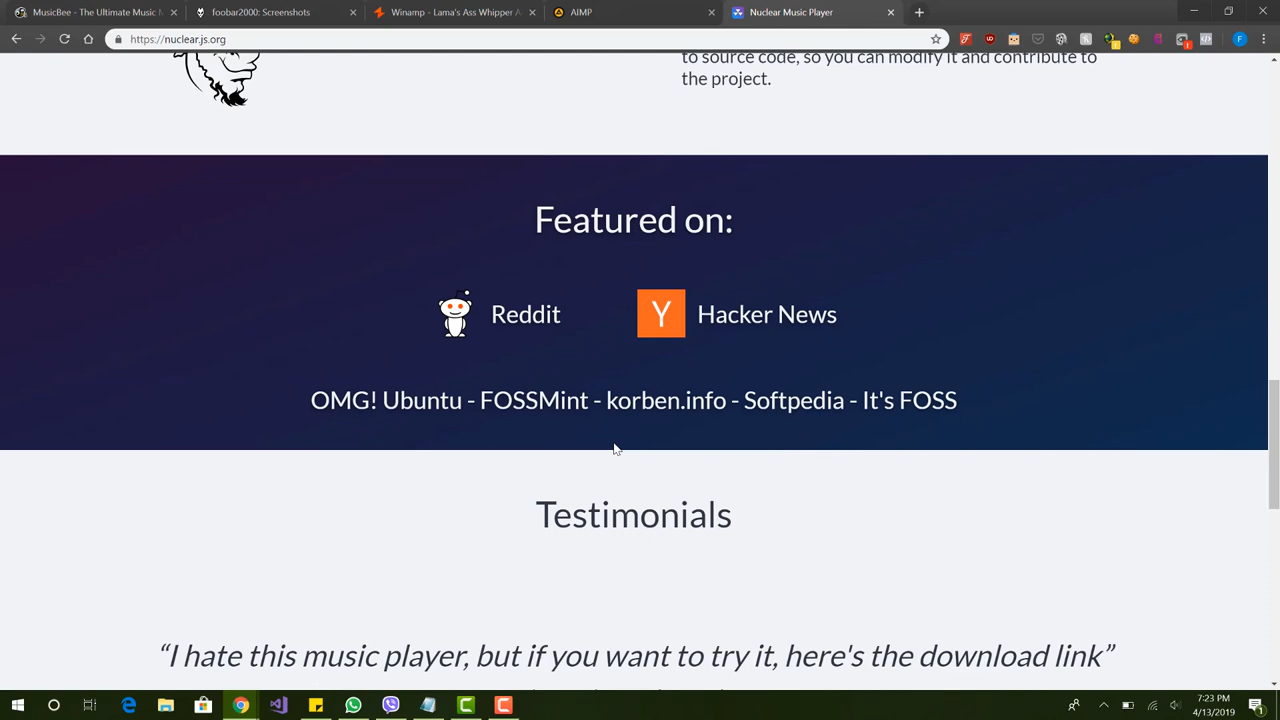 MusicBee - The Ultimate Music M
foobar2000: Screenshots
Winamp - Lama's Ass Whipper A
AIMP
Nuclear Music Player
https://nuclear.js.org
to source code, so you can modify it and contribute to
the project.
Featured on:
Reddit
Y Hacker News
OMG! Ubuntu - FOSSMint - korben.info - Softpedia - It's FOSS
Testimonials
“I hate this music player, but if you want to try it, here's the download link”
7:23 PM
4/13/2019